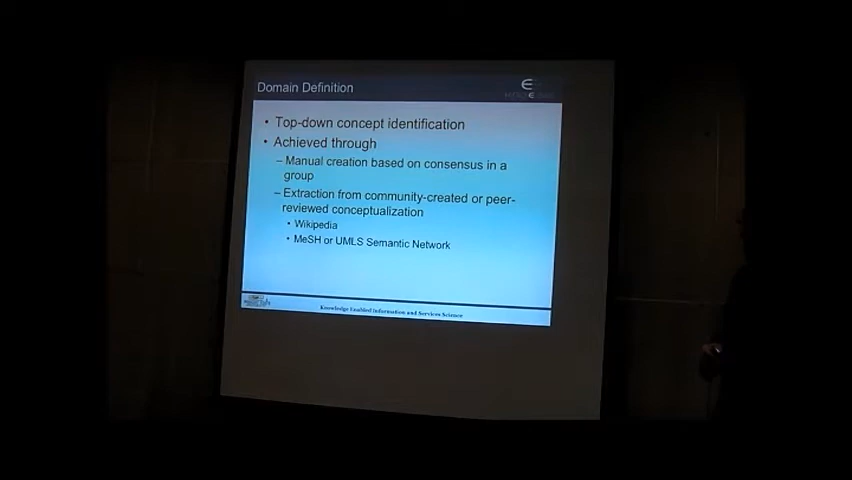 Domain Definition
• Top-down concept identification
• Achieved through
– Manual creation based on consensus in a
group
– Extraction from community-created or peer-
reviewed conceptualization
• Wikipedia
• MeSH or UMLS Semantic Network
Knowledge Enabled Information and Services Science